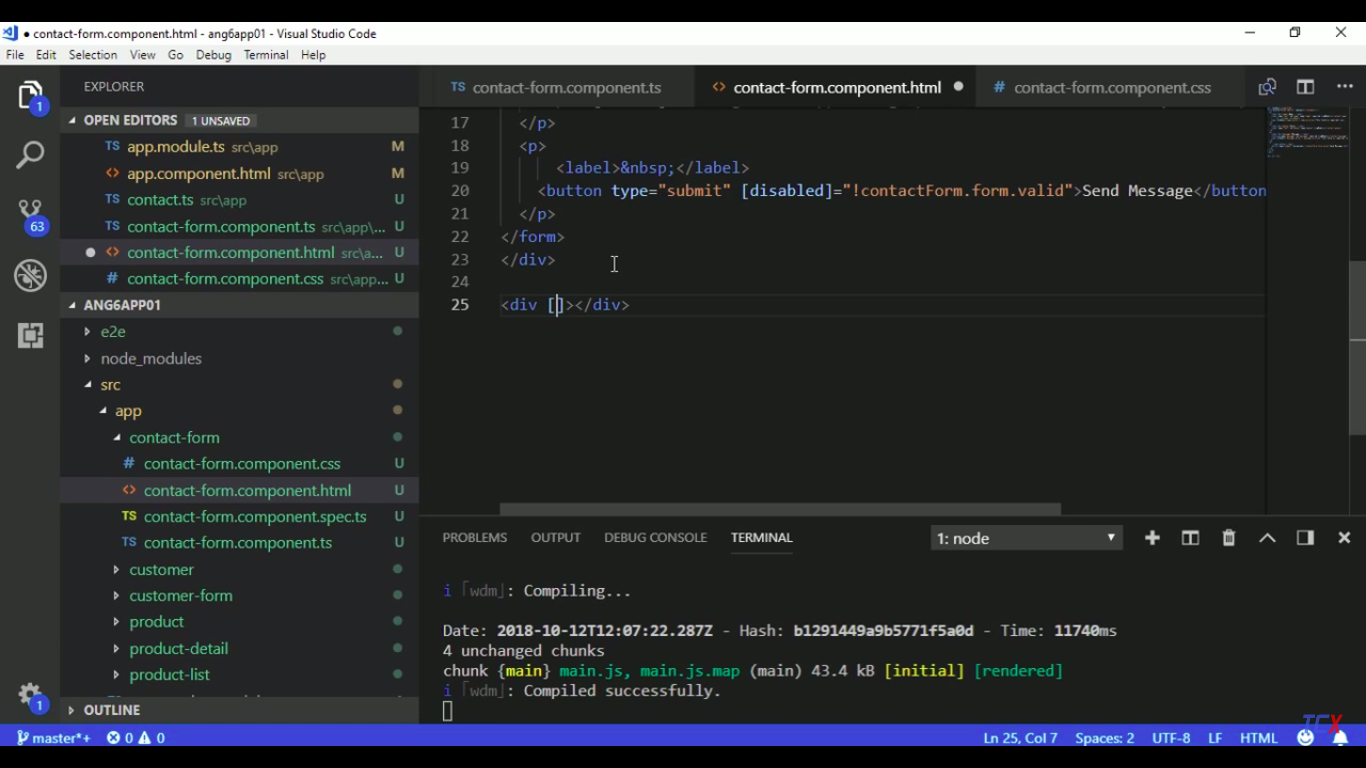 ● contact-form.component.html - ang6app01 - Visual Studio Code
File Edit Selection View Go Debug Terminal Help
EXPLORER
TS contact-form.component.ts <> contact-form.component.html ● # contact-form.component.css ...
1
OPEN EDITORS 1 UNSAVED
TS app.module.ts src\app M
<> app.component.html src\app M
TS contact.ts src\app U
TS contact-form.component.ts src\app\... U
● <> contact-form.component.html src\a... U
# contact-form.component.css src\app... U
63
ANG6APP01
e2e
node_modules
src
app
contact-form
# contact-form.component.css U
<> contact-form.component.html U
TS contact-form.component.spec.ts U
TS contact-form.component.ts U
customer
customer-form
product
product-detail
product-list
OUTLINE
1
17 </p>
18 <p>
19 <label>&nbsp;</label>
20 <button type="submit" [disabled]="!contactForm.form.valid">Send Message</button
21 </p>
22 </form>
23 </div>
24
25 <div []></div>
PROBLEMS OUTPUT DEBUG CONSOLE TERMINAL 1: node
i ｢wdm｣: Compiling...
Date: 2018-10-12T12:07:22.287Z - Hash: b1291449a9b5771f5a0d - Time: 11740ms
4 unchanged chunks
chunk {main} main.js, main.js.map (main) 43.4 kB [initial] [rendered]
i ｢wdm｣: Compiled successfully.
TCX
master*+ 0 0 Ln 25, Col 7 Spaces: 2 UTF-8 LF HTML